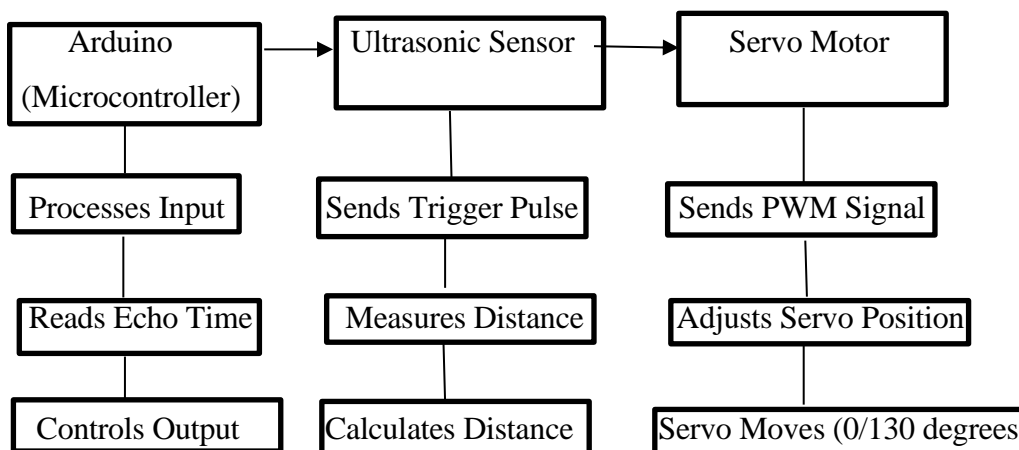 Arduino
(Microcontroller)
Ultrasonic Sensor
Servo Motor
Processes Input
Sends Trigger Pulse
Sends PWM Signal
Reads Echo Time
Measures Distance
Adjusts Servo Position
Controls Output
Calculates Distance
Servo Moves (0/130 degrees